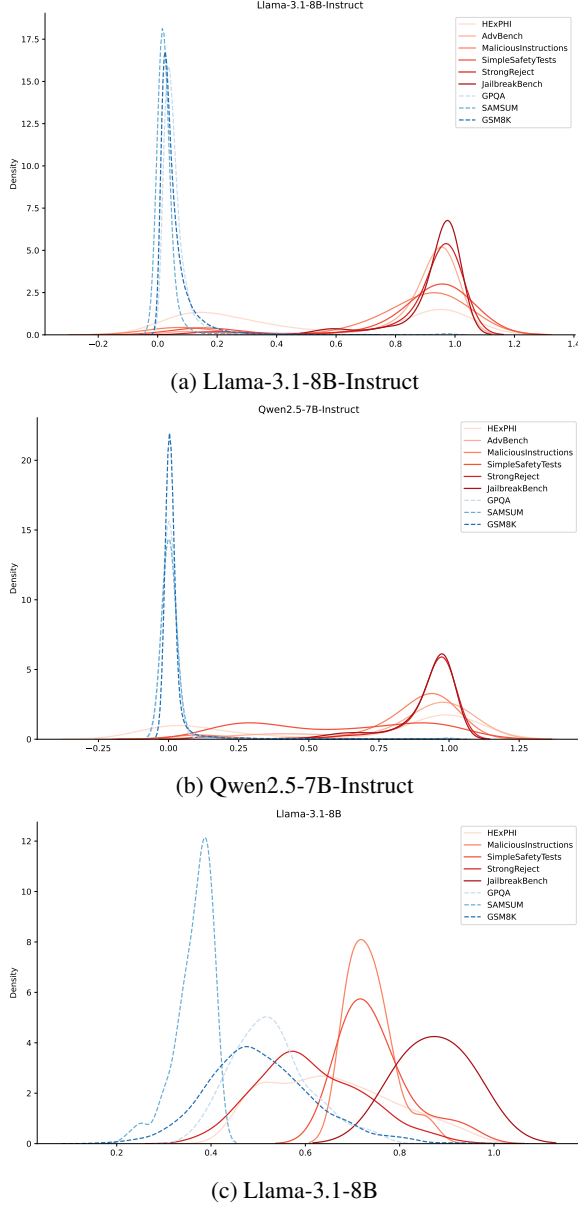 Llama-3.1-8B-Instruct
HExPHI
AdvBench
MaliciousInstructions
SimpleSafetyTests
StrongReject
JailbreakBench
GPQA
SAMSUM
GSM8K
Density
17.5
15.0
12.5
10.0
7.5
5.0
2.5
0.0
−0.2 0.0 0.2 0.4 0.6 0.8 1.0 1.2 1.4
(a) Llama-3.1-8B-Instruct
Qwen2.5-7B-Instruct
HExPHI
AdvBench
MaliciousInstructions
SimpleSafetyTests
StrongReject
JailbreakBench
GPQA
SAMSUM
GSM8K
Density
20
15
10
5
0
−0.25 0.00 0.25 0.50 0.75 1.00 1.25
(b) Qwen2.5-7B-Instruct
Llama-3.1-8B
HExPHI
MaliciousInstructions
SimpleSafetyTests
StrongReject
JailbreakBench
GPQA
SAMSUM
GSM8K
Density
12
10
8
6
4
2
0
0.2 0.4 0.6 0.8 1.0
(c) Llama-3.1-8B